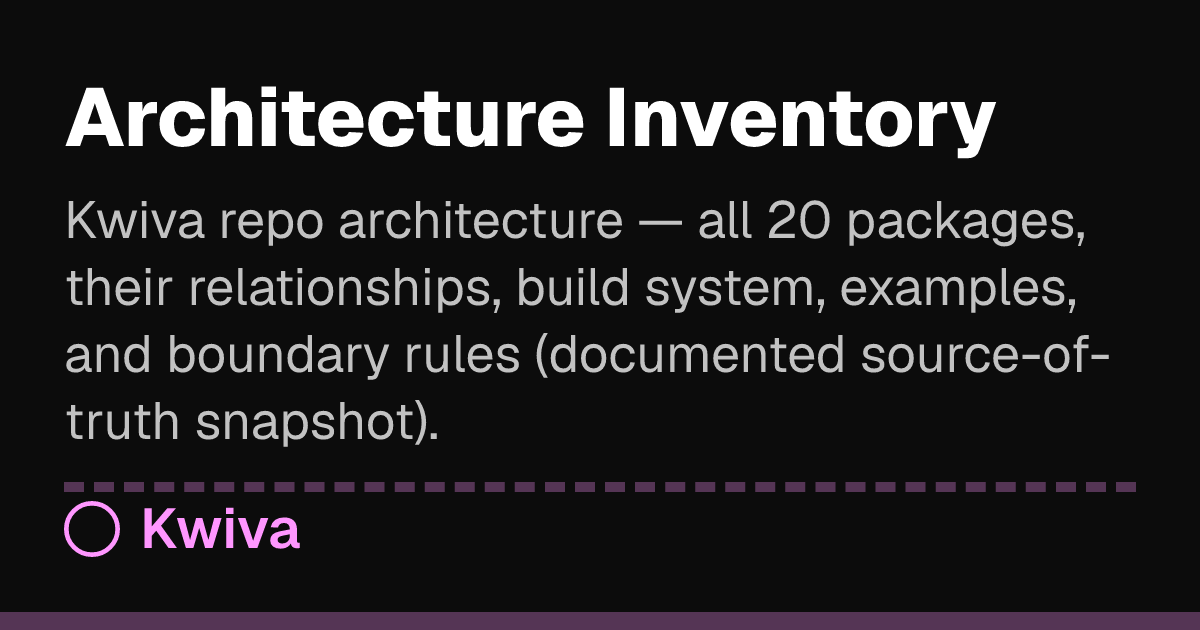 Architecture Inventory
Kwiva repo architecture — all 20 packages,
their relationships, build system, examples,
and boundary rules (documented source-of-
truth snapshot).
Kwiva